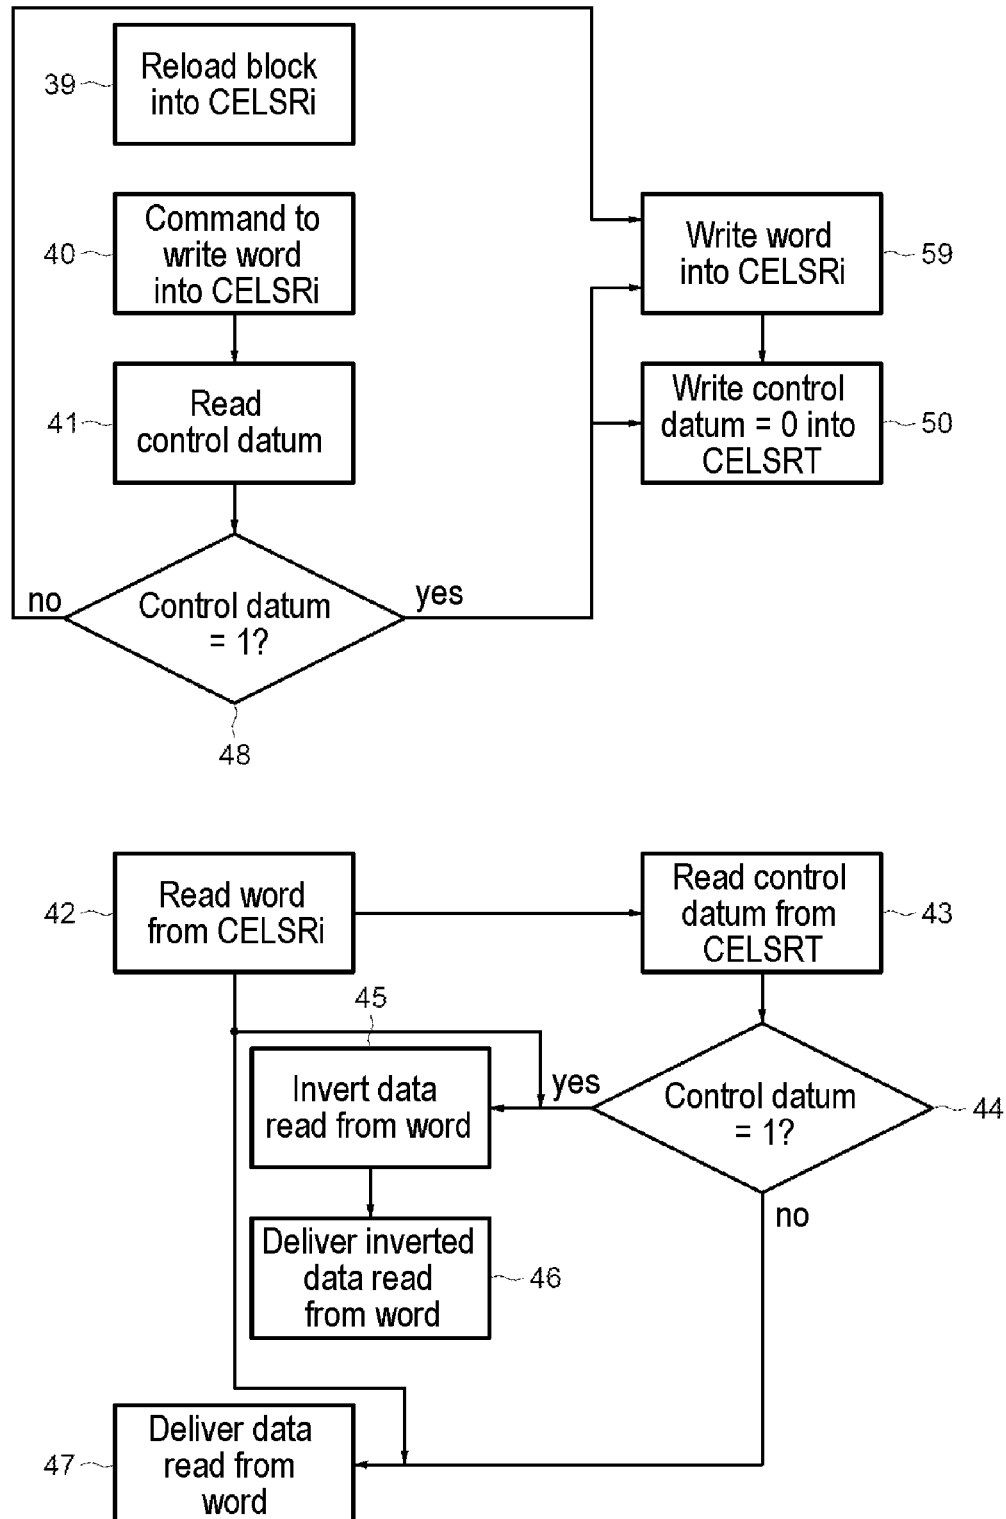 39
Reload block
into CELSRi
40
Command to
write word
into CELSRi
Write word
into CELSRi
59
41
Read
control datum
Write control
datum = 0 into
CELSRT
50
no
Control datum
= 1?
yes
48
42
Read word
from CELSRi
Read control
datum from
CELSRT
43
45
Invert data
read from word
yes
Control datum
= 1?
44
no
Deliver inverted
data read
from word
46
47
Deliver data
read from
word